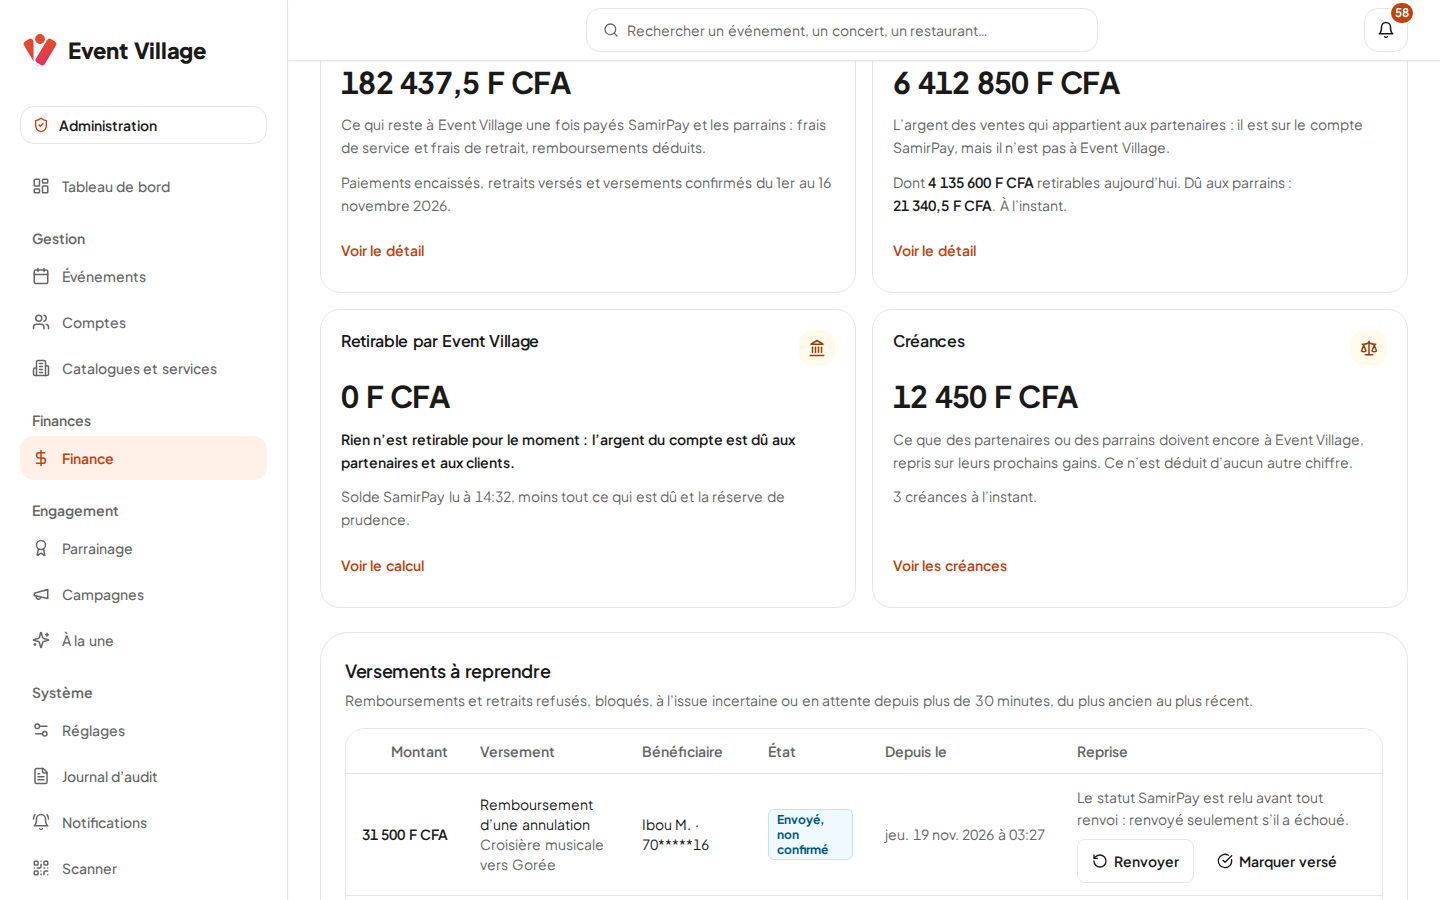 Event Village
Rechercher un événement, un concert, un restaurant...
58
Administration
Tableau de bord
Gestion
Événements
Comptes
Catalogues et services
Finances
Finance
Engagement
Parrainage
Campagnes
À la une
Système
Réglages
Journal d'audit
Notifications
Scanner
182 437,5 F CFA
Ce qui reste à Event Village une fois payés SamirPay et les parrains : frais
de service et frais de retrait, remboursements déduits.
Paiements encaissés, retraits versés et versements confirmés du 1er au 16
novembre 2026.
Voir le détail
6 412 850 F CFA
L'argent des ventes qui appartient aux partenaires : il est sur le compte
SamirPay, mais il n'est pas à Event Village.
Dont 4 135 600 F CFA retirables aujourd'hui. Dû aux parrains :
21 340,5 F CFA. À l'instant.
Voir le détail
Retirable par Event Village
0 F CFA
Rien n'est retirable pour le moment : l'argent du compte est dû aux
partenaires et aux clients.
Solde SamirPay lu à 14:32, moins tout ce qui est dû et la réserve de
prudence.
Voir le calcul
Créances
12 450 F CFA
Ce que des partenaires ou des parrains doivent encore à Event Village,
repris sur leurs prochains gains. Ce n'est déduit d'aucun autre chiffre.
3 créances à l'instant.
Voir les créances
Versements à reprendre
Remboursements et retraits refusés, bloqués, à l'issue incertaine ou en attente depuis plus de 30 minutes, du plus ancien au plus récent.
Montant Versement Bénéficiaire État Depuis le Reprise
31 500 F CFA
Remboursement
d'une annulation
Croisière musicale
vers Gorée
Ibou M. ·
70*****16
Envoyé,
non
confirmé
jeu. 19 nov. 2026 à 03:27
Le statut SamirPay est relu avant tout
renvoi : renvoyé seulement s'il a échoué.
Renvoyer Marquer versé